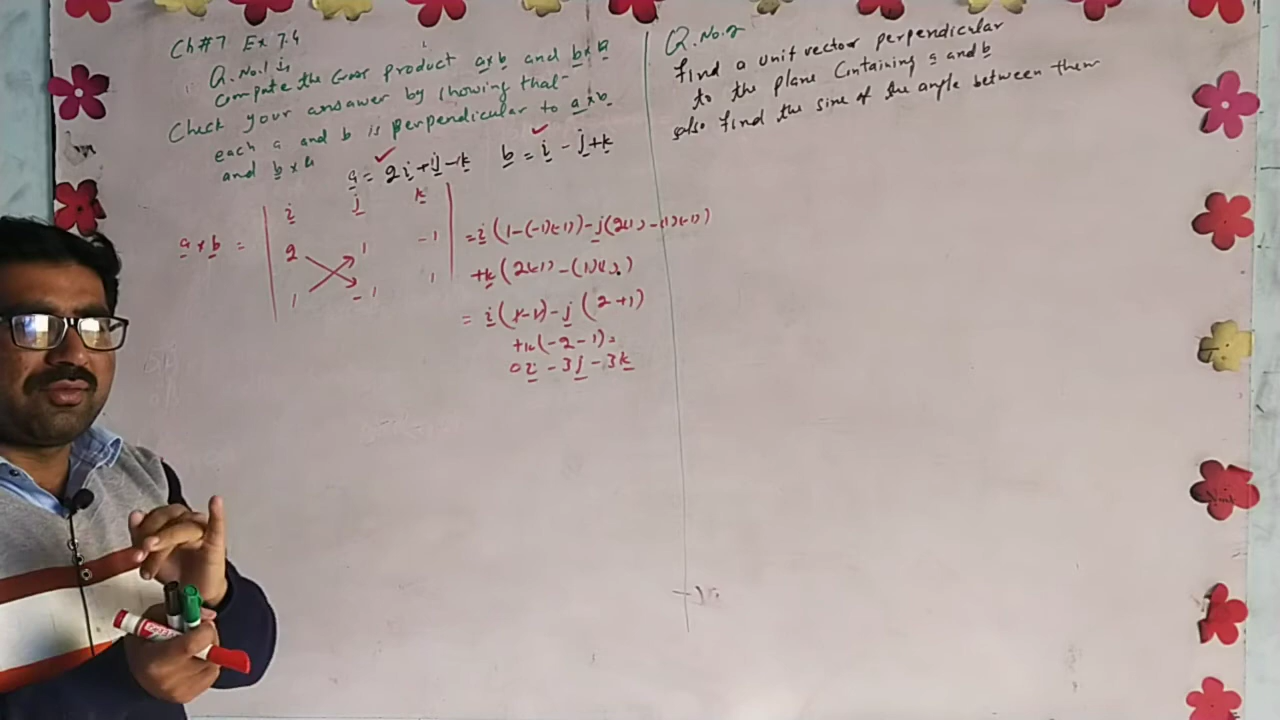 Ch#7 Ex 7.4
Q.No.1 i,
Compute the Cross product a×b and b×a
Check your ansawer by showing that
each a and b is perpendicular to a×b
and b×a
a = 2i+j-k b = i - j+k
i j k
a×b = 2 1 -1
1 -1 1
=i(1-(-1)(-1))-j(2(1)-(1)(-1))
+k(2(-1)-(1)(1))
= i(1-1)-j(2+1)
+k(-2-1)=
0i-3j-3k
Q.No.2
find a unit vector perpendicular
to the plane Containing a and b
also find the sine of the angle between them